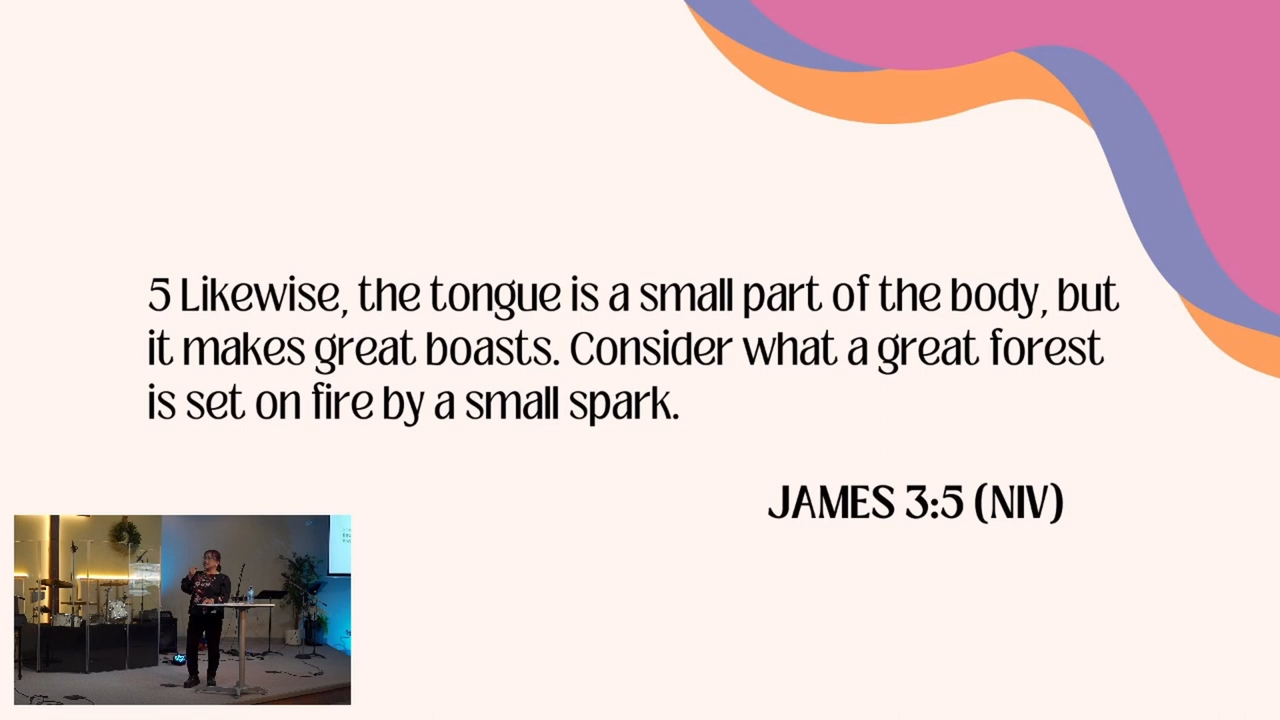 5 Likewise, the tongue is a small part of the body, but
it makes great boasts. Consider what a great forest
is set on fire by a small spark.
JAMES 3:5 (NIV)